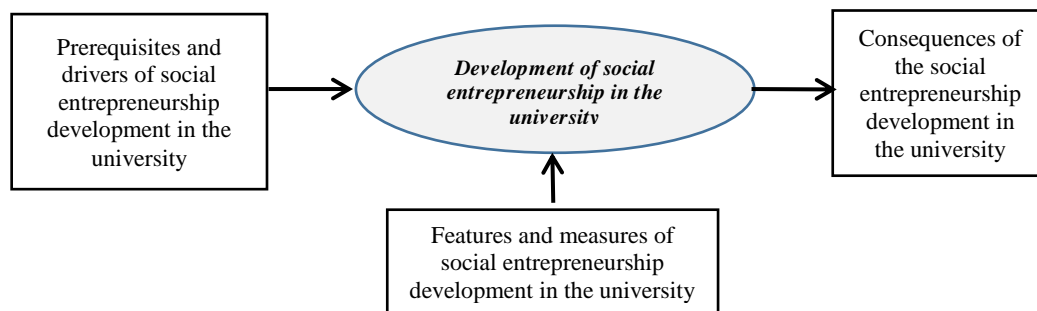 Prerequisites and
drivers of social
entrepreneurship
development in the
university
Development of social
entrepreneurship in the
university
Consequences of
the social
entrepreneurship
development in
the university
Features and measures of
social entrepreneurship
development in the university